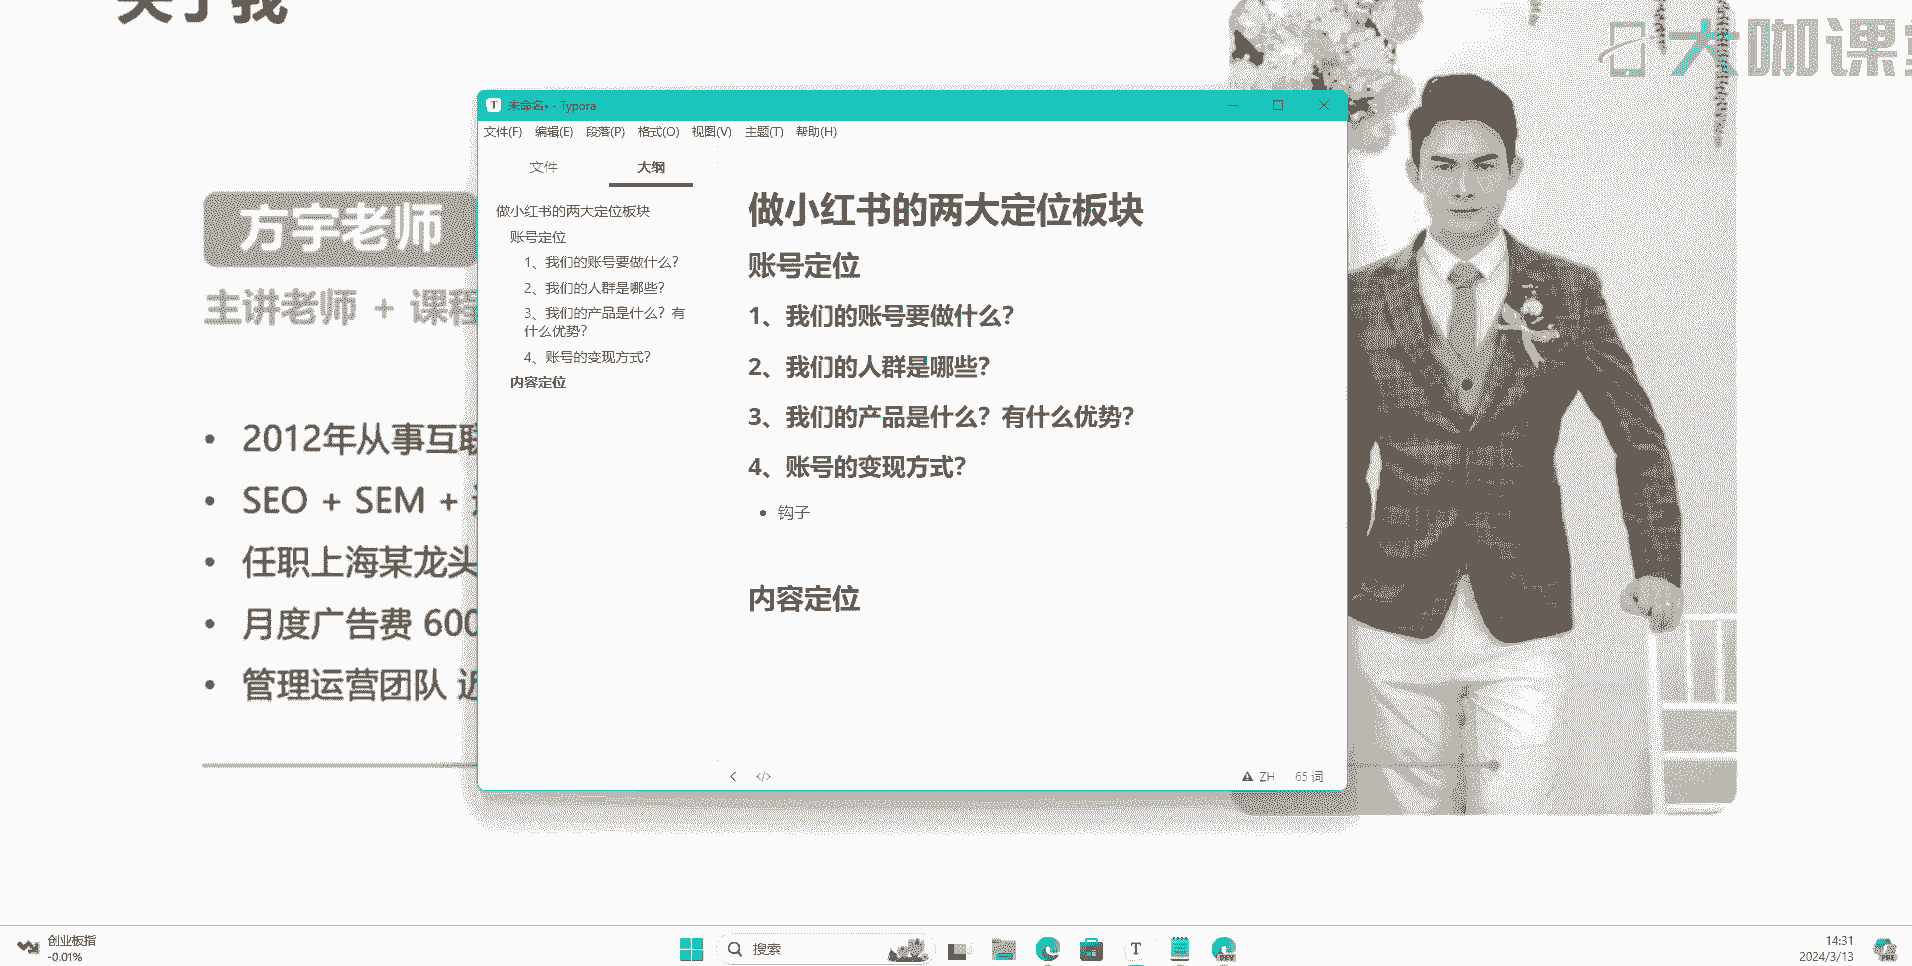 关于我
大咖课堂
方宇老师
主讲老师 + 课程
2012年从事互联
SEO + SEM +
任职上海某龙头
月度广告费 600
管理运营团队 近
未命名• - Typora
文件(F) 编辑(E) 段落(P) 格式(O) 视图(V) 主题(T) 帮助(H)
文件 大纲
做小红书的两大定位板块
账号定位
1、我们的账号要做什么?
2、我们的人群是哪些?
3、我们的产品是什么？有
什么优势?
4、账号的变现方式?
内容定位
做小红书的两大定位板块
账号定位
1、我们的账号要做什么?
2、我们的人群是哪些?
3、我们的产品是什么？有什么优势?
4、账号的变现方式?
钩子
内容定位
ZH 65 词
创业板指
-0.01%
搜索
T
DEV
14:31
2024/3/13
PRE